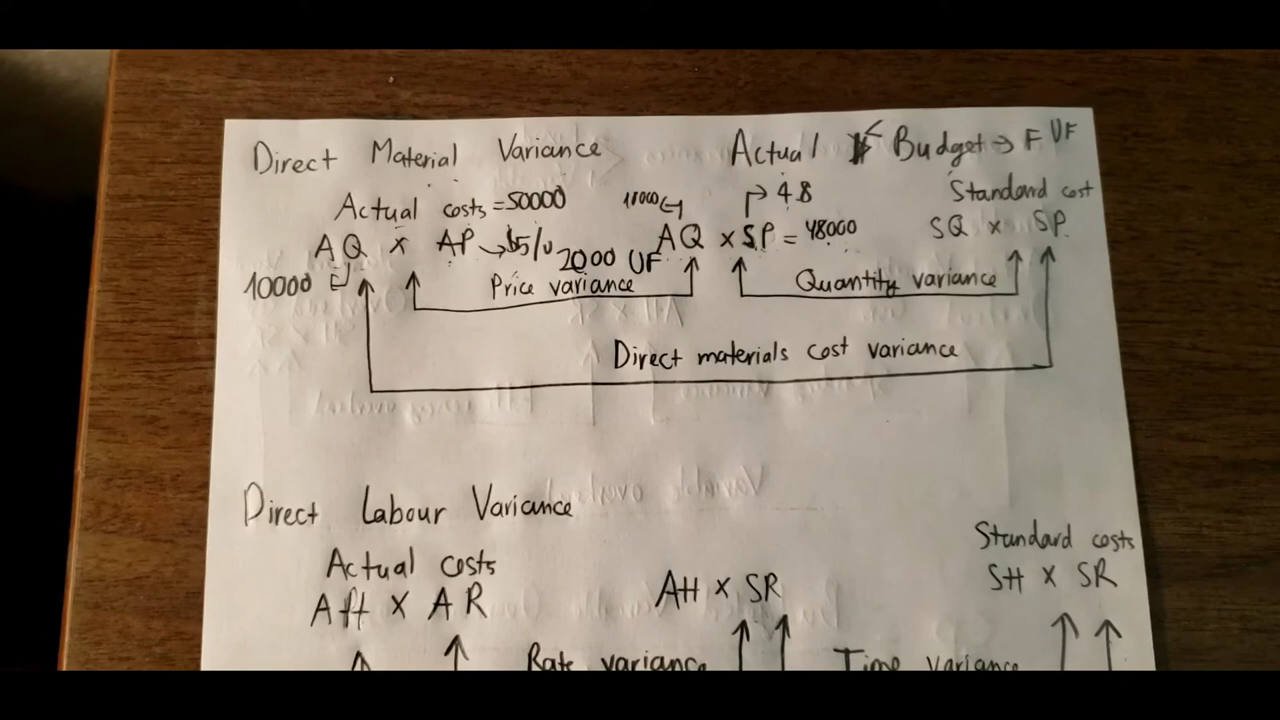 Direct Material Variance Actual < Budget → F UF
Actual costs = 50000 10000 → 4.8 Standard cost
AQ × AP → $5/u AQ × SP = 48000 SQ × SP
10000 2000 UF
Price variance Quantity variance
Direct materials cost variance
Direct Labour Variance
Actual costs Standard costs
AH × AR AH × SR SH × SR
Rate variance Time variance